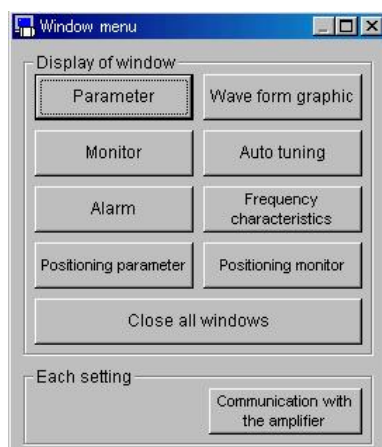 Window menu
Display of window
Parameter
Wave form graphic
Monitor
Auto tuning
Alarm
Frequency
characteristics
Positioning parameter
Positioning monitor
Close all windows
Each setting
Communication with
the amplifier